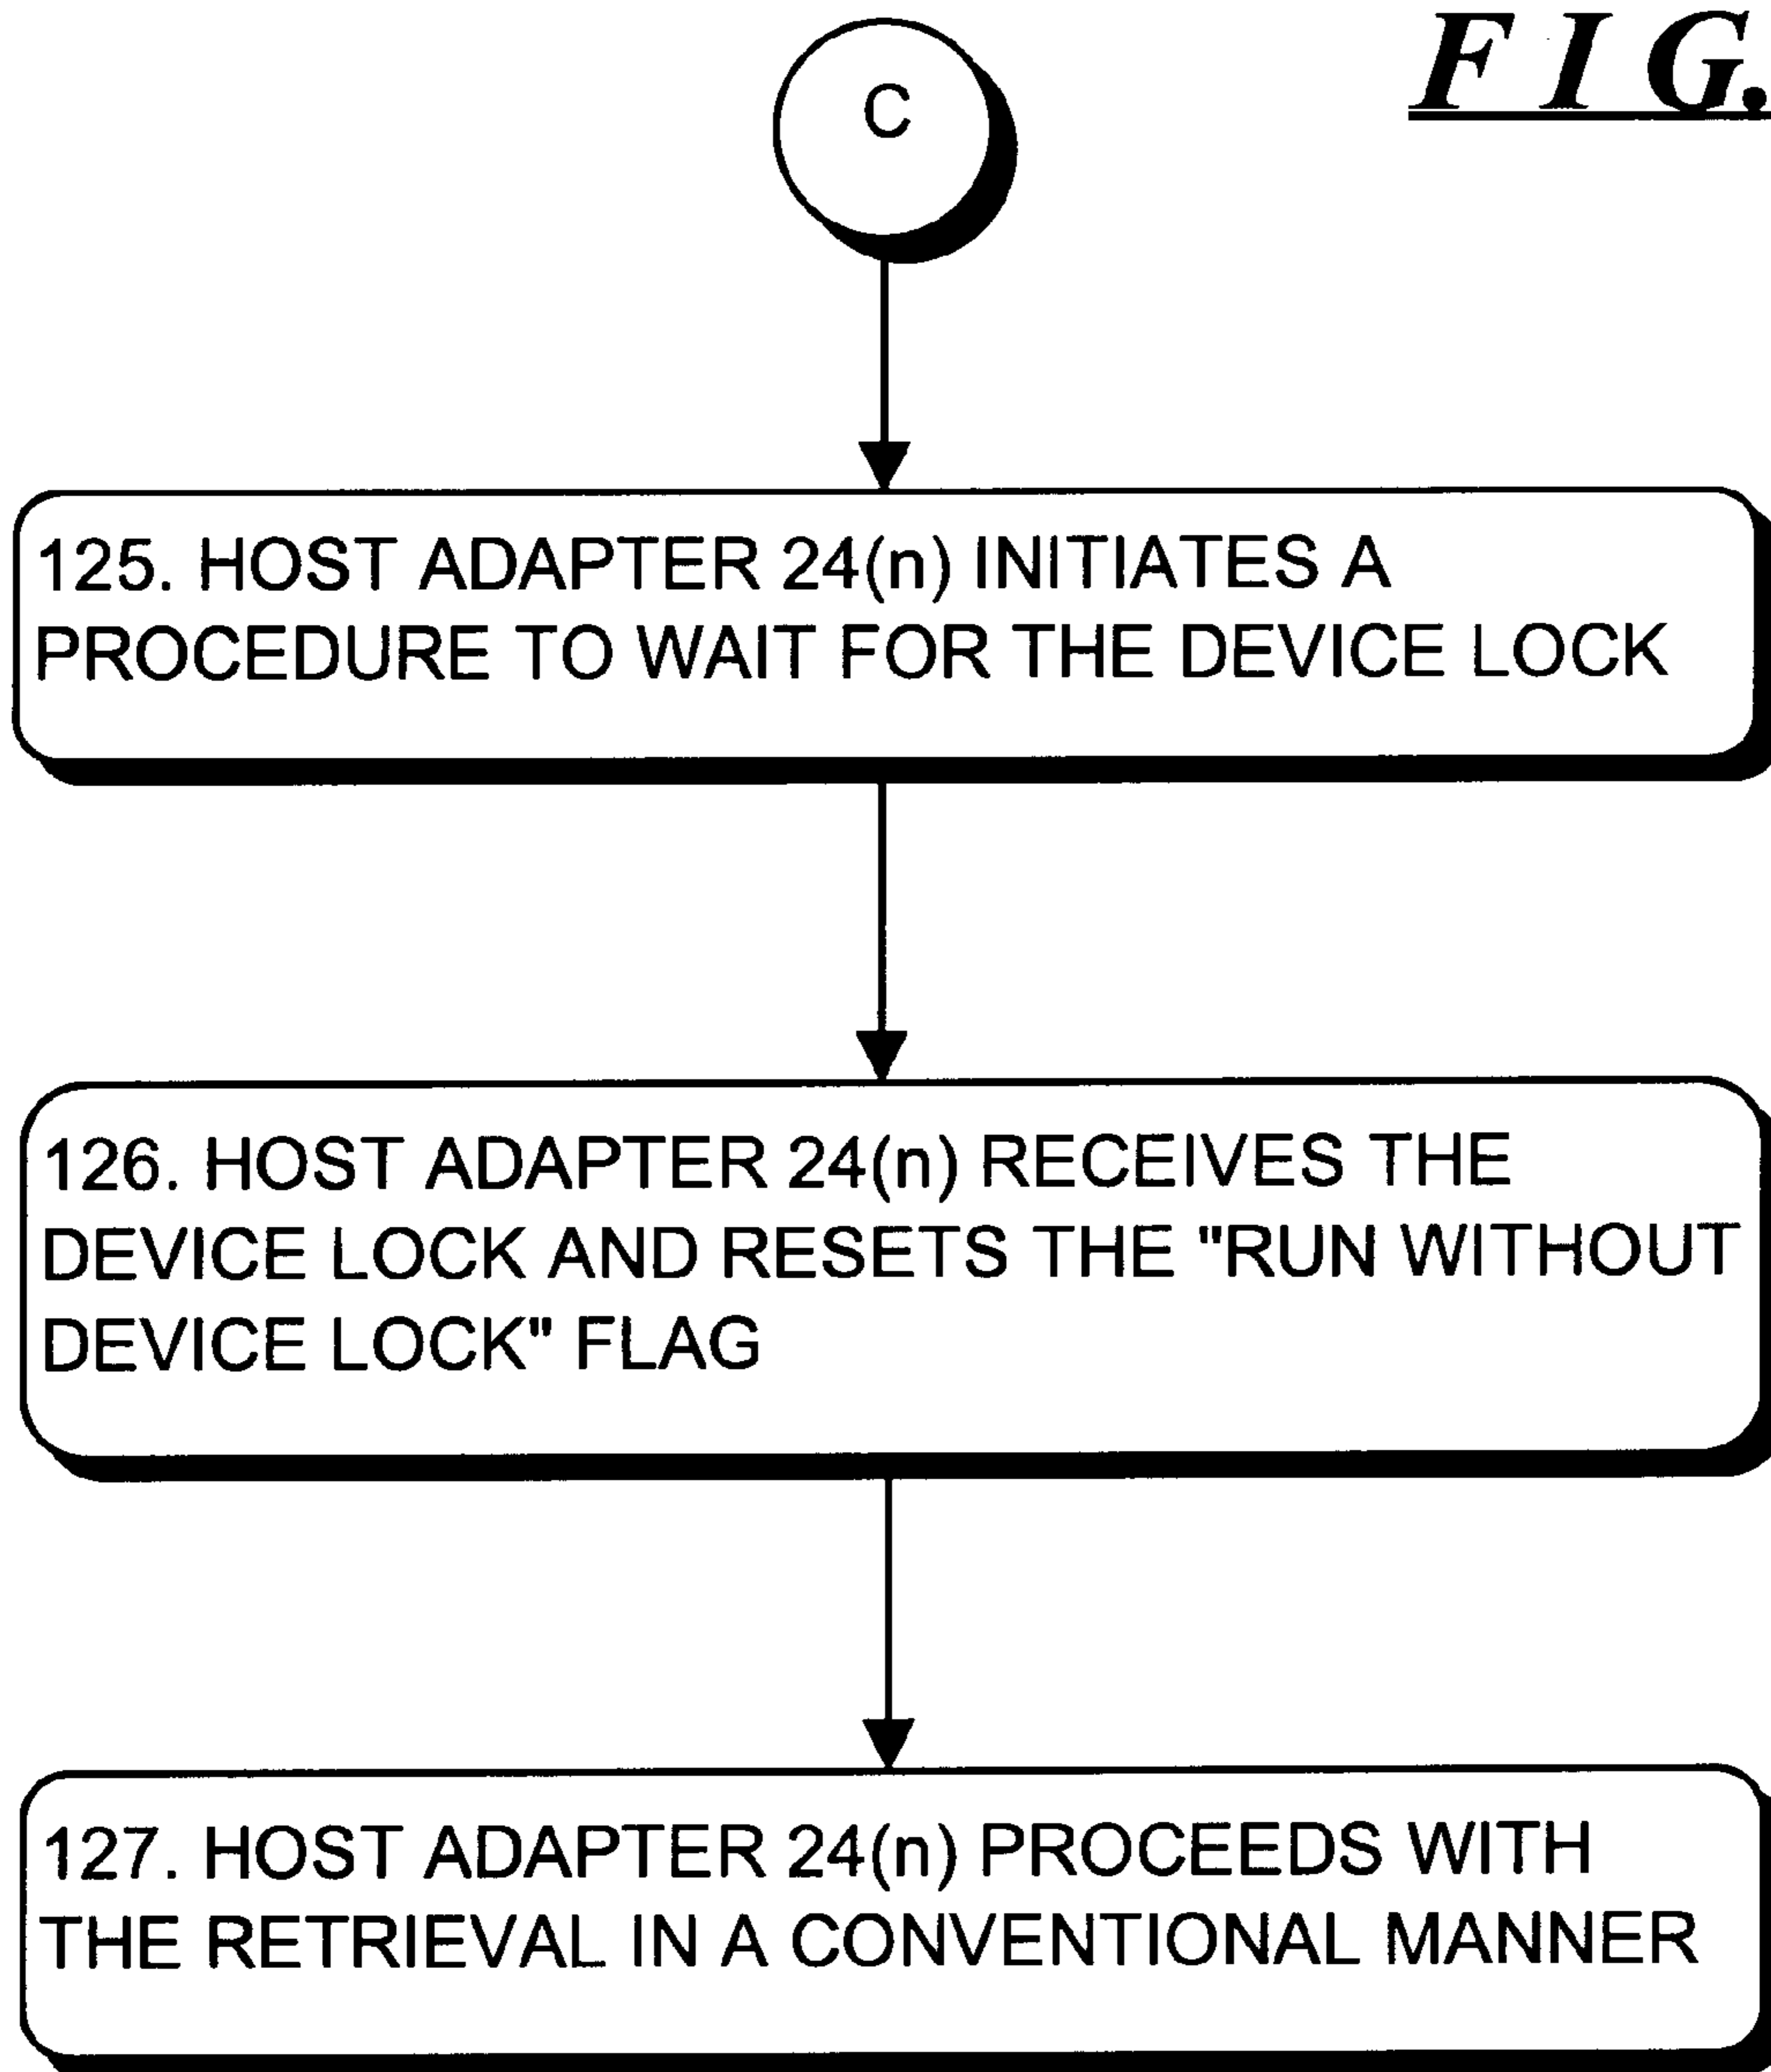 F I G.
C
125. HOST ADAPTER 24(n) INITIATES A
PROCEDURE TO WAIT FOR THE DEVICE LOCK
126. HOST ADAPTER 24(n) RECEIVES THE
DEVICE LOCK AND RESETS THE "RUN WITHOUT
DEVICE LOCK" FLAG
127. HOST ADAPTER 24(n) PROCEEDS WITH
THE RETRIEVAL IN A CONVENTIONAL MANNER